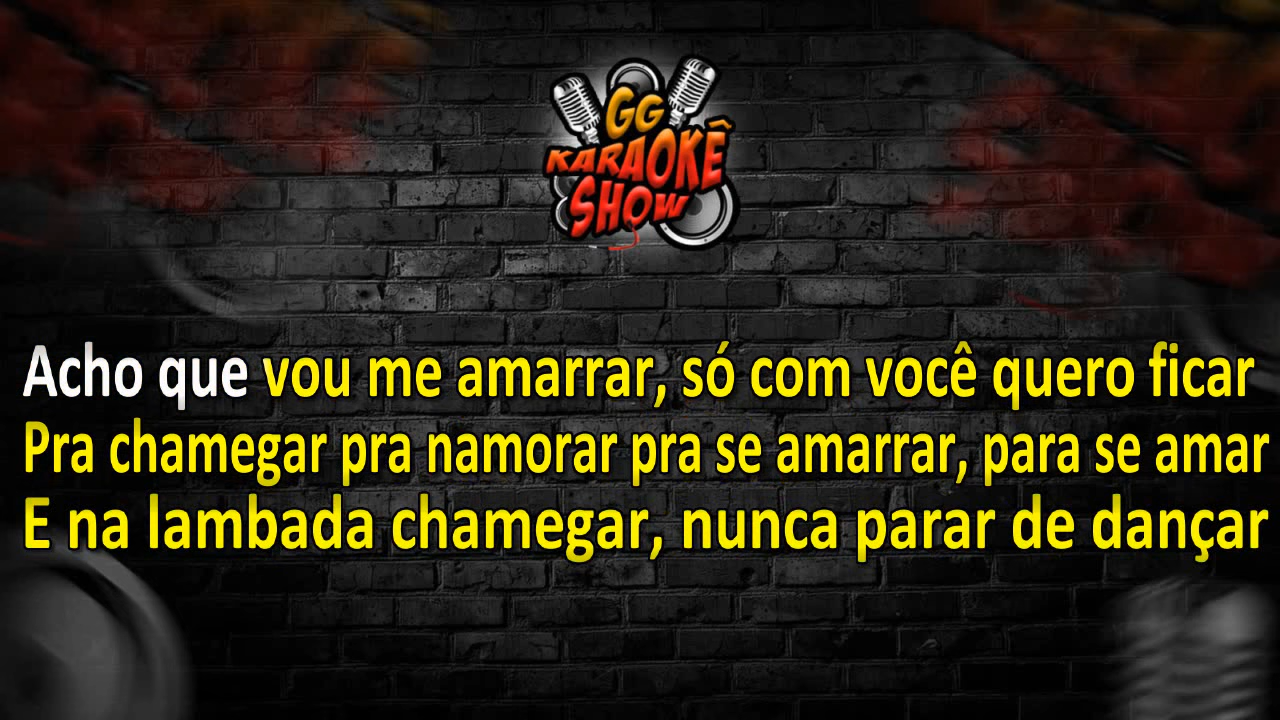 GG
KARAOKÊ
SHOW
Acho que vou me amarrar, só com você quero ficar
Pra chamegar pra namorar pra se amarrar, para se amar
E na lambada chamegar, nunca parar de dançar